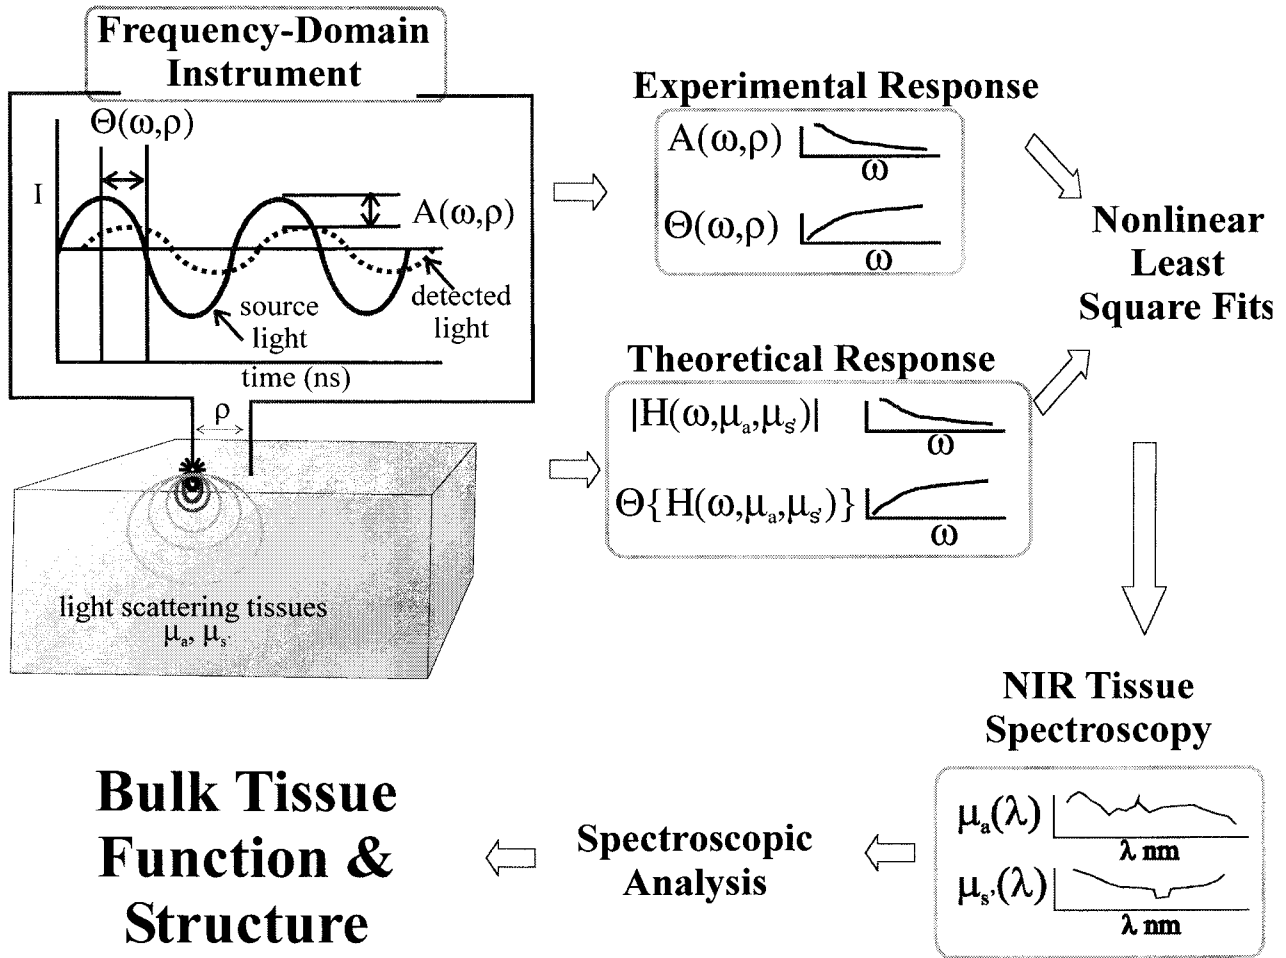 Frequency-Domain
Instrument
Θ(ω,ρ)
I
A(ω,ρ)
source
light
detected
light
time (ns)
ρ
light scattering tissues
μa, μs'
Experimental Response
A(ω,ρ)
ω
Θ(ω,ρ)
ω
Theoretical Response
|H(ω,μa,μs')|
ω
Θ{H(ω,μa,μs')}
ω
Nonlinear
Least
Square Fits
NIR Tissue
Spectroscopy
μa(λ)
λ nm
μs'(λ)
λ nm
Spectroscopic
Analysis
Bulk Tissue
Function &
Structure